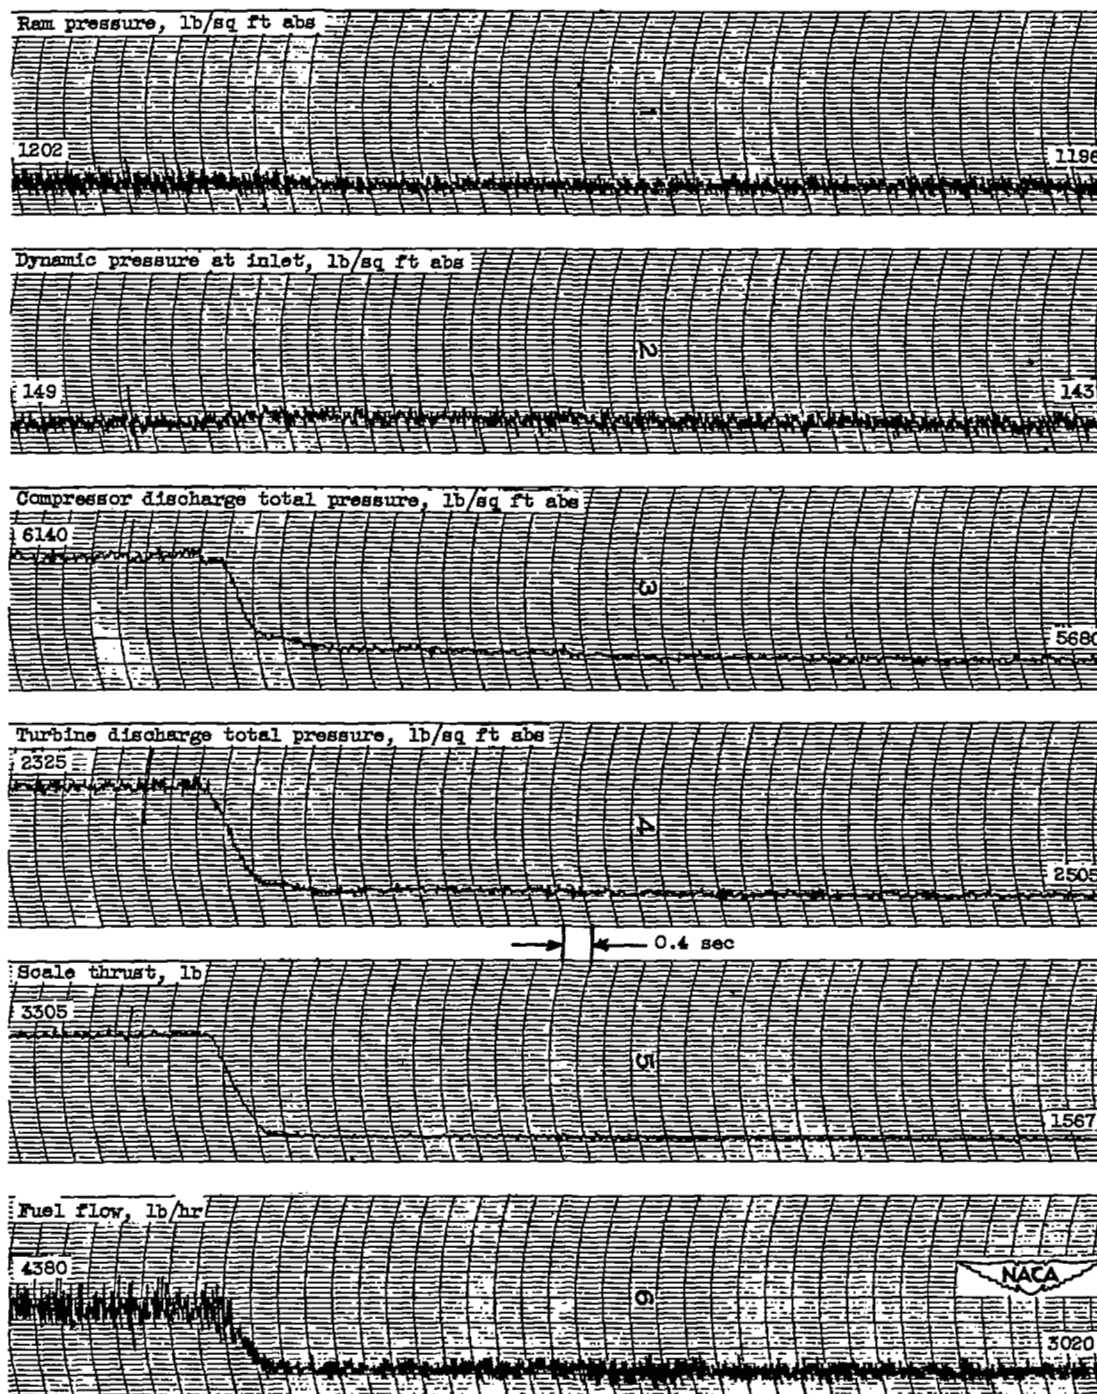 Ram pressure, lb/sq ft abs
1
1202
1196
Dynamic pressure at inlet, lb/sq ft abs
2
149
143
Compressor discharge total pressure, lb/sq ft abs
6140
3
5680
Turbine discharge total pressure, lb/sq ft abs
2325
4
2505
0.4 sec
Scale thrust, lb
3305
5
1567
Fuel flow, lb/hr
4380
NACA
6
3020